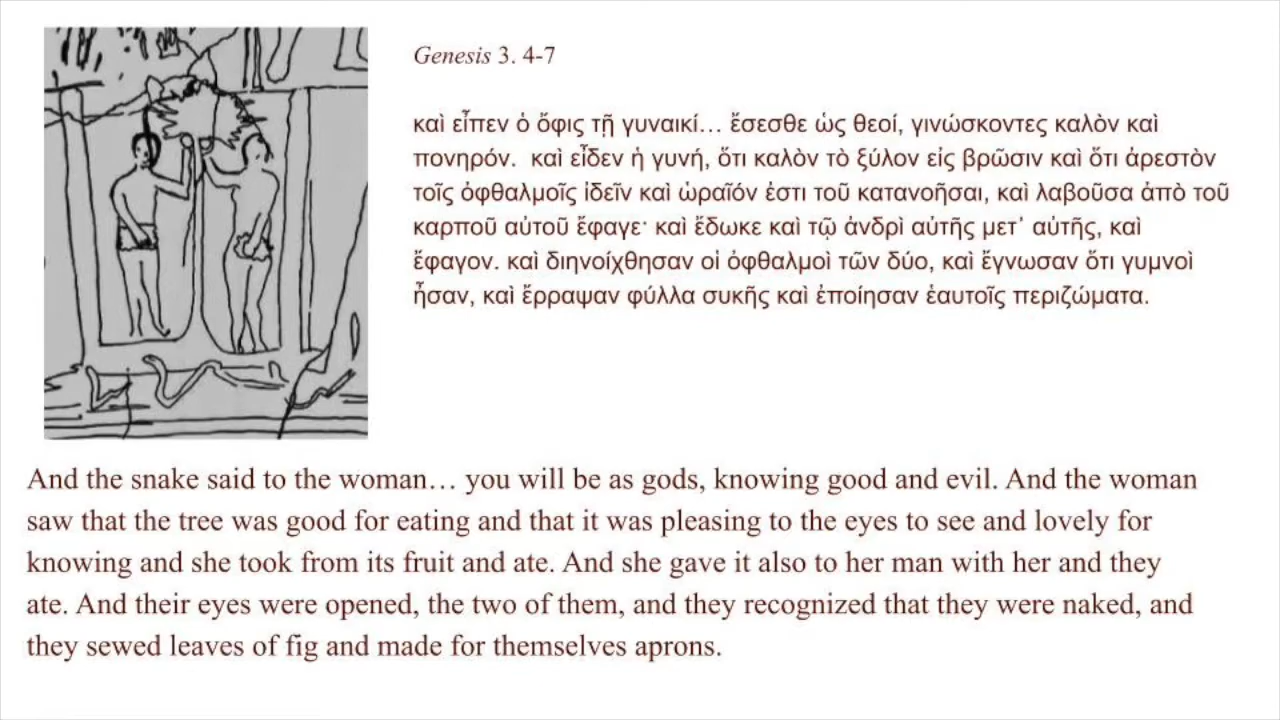 Genesis 3. 4-7
καὶ εἶπεν ὁ ὄφις τῇ γυναικί… ἔσεσθε ὡς θεοί, γινώσκοντες καλὸν καὶ
πονηρόν. καὶ εἶδεν ἡ γυνή, ὅτι καλὸν τὸ ξύλον εἰς βρῶσιν καὶ ὅτι ἀρεστὸν
τοῖς ὀφθαλμοῖς ἰδεῖν καὶ ὡραῖόν ἐστι τοῦ κατανοῆσαι, καὶ λαβοῦσα ἀπὸ τοῦ
καρποῦ αὐτοῦ ἔφαγε· καὶ ἔδωκε καὶ τῷ ἀνδρὶ αὐτῆς μετ᾽ αὐτῆς, καὶ
ἔφαγον. καὶ διηνοίχθησαν οἱ ὀφθαλμοὶ τῶν δύο, καὶ ἔγνωσαν ὅτι γυμνοὶ
ἦσαν, καὶ ἔρραψαν φύλλα συκῆς καὶ ἐποίησαν ἑαυτοῖς περιζώματα.
And the snake said to the woman… you will be as gods, knowing good and evil. And the woman
saw that the tree was good for eating and that it was pleasing to the eyes to see and lovely for
knowing and she took from its fruit and ate. And she gave it also to her man with her and they
ate. And their eyes were opened, the two of them, and they recognized that they were naked, and
they sewed leaves of fig and made for themselves aprons.